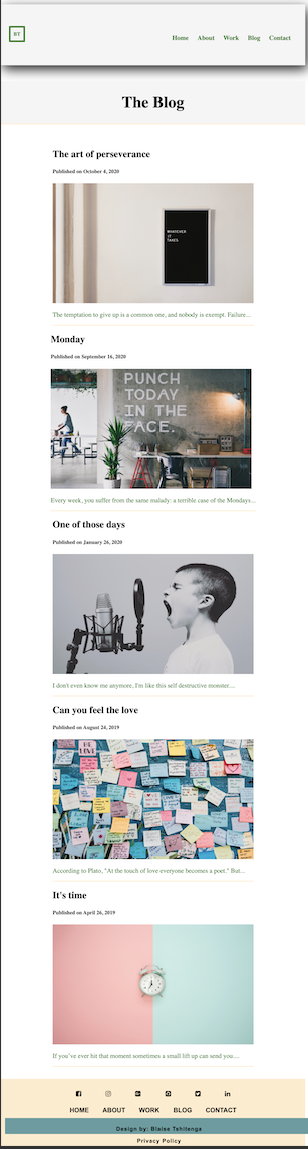 BT
Home About Work Blog Contact
The Blog
The art of perseverance
Published on October 4, 2020
WHATEVER
IT
TAKES
The temptation to give up is a common one, and nobody is exempt. Failure...
Monday
Published on September 16, 2020
PUNCH
TODAY
IN THE
FACE.
Every week, you suffer from the same malady: a terrible case of the Mondays...
One of those days
Published on January 26, 2020
I don't even know me anymore, I'm like this self destructive monster....
Can you feel the love
Published on August 24, 2019
According to Plato, "At the touch of love everyone becomes a poet." But...
It's time
Published on April 26, 2019
If you've ever hit that moment sometimes a small lift up can send you....
HOME ABOUT WORK BLOG CONTACT
Design by: Blaise Tshitenga
Privacy Policy